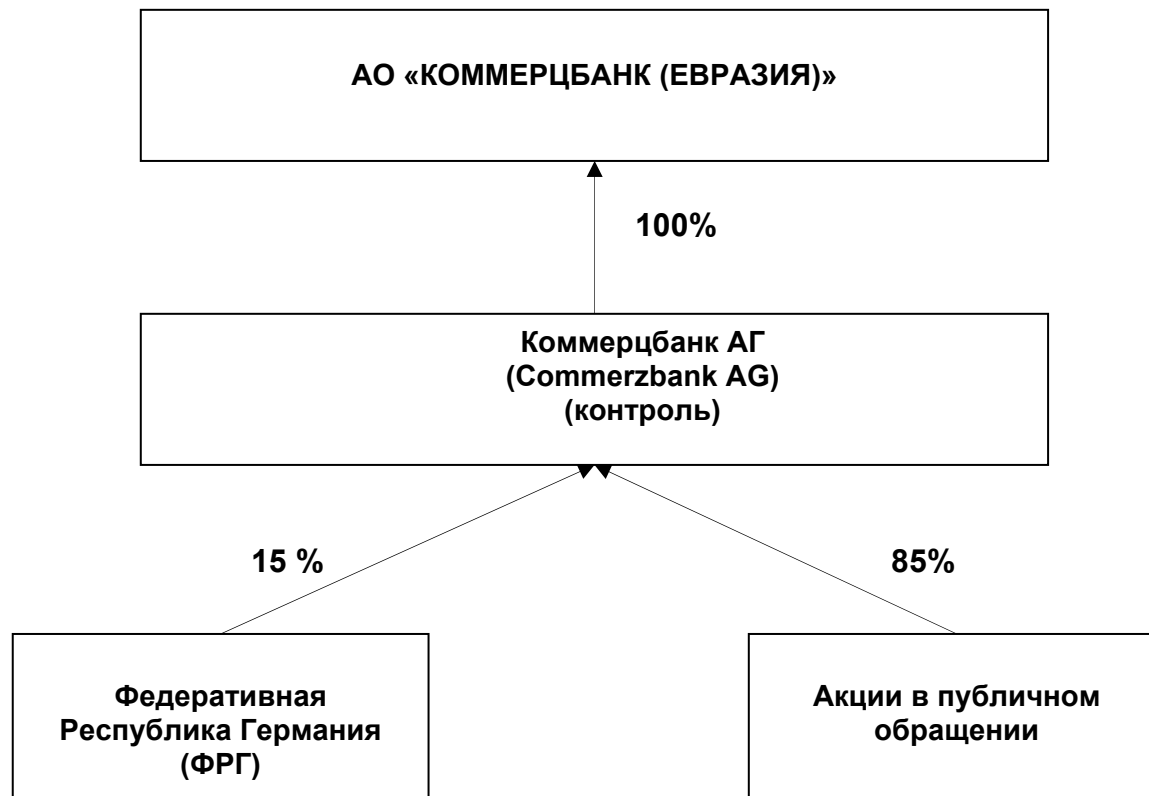 АО «КОММЕРЦБАНК (ЕВРАЗИЯ)»
100%
Коммерцбанк АГ
(Commerzbank AG)
(контроль)
15 %
85%
Федеративная
Республика Германия
(ФРГ)
Акции в публичном
обращении